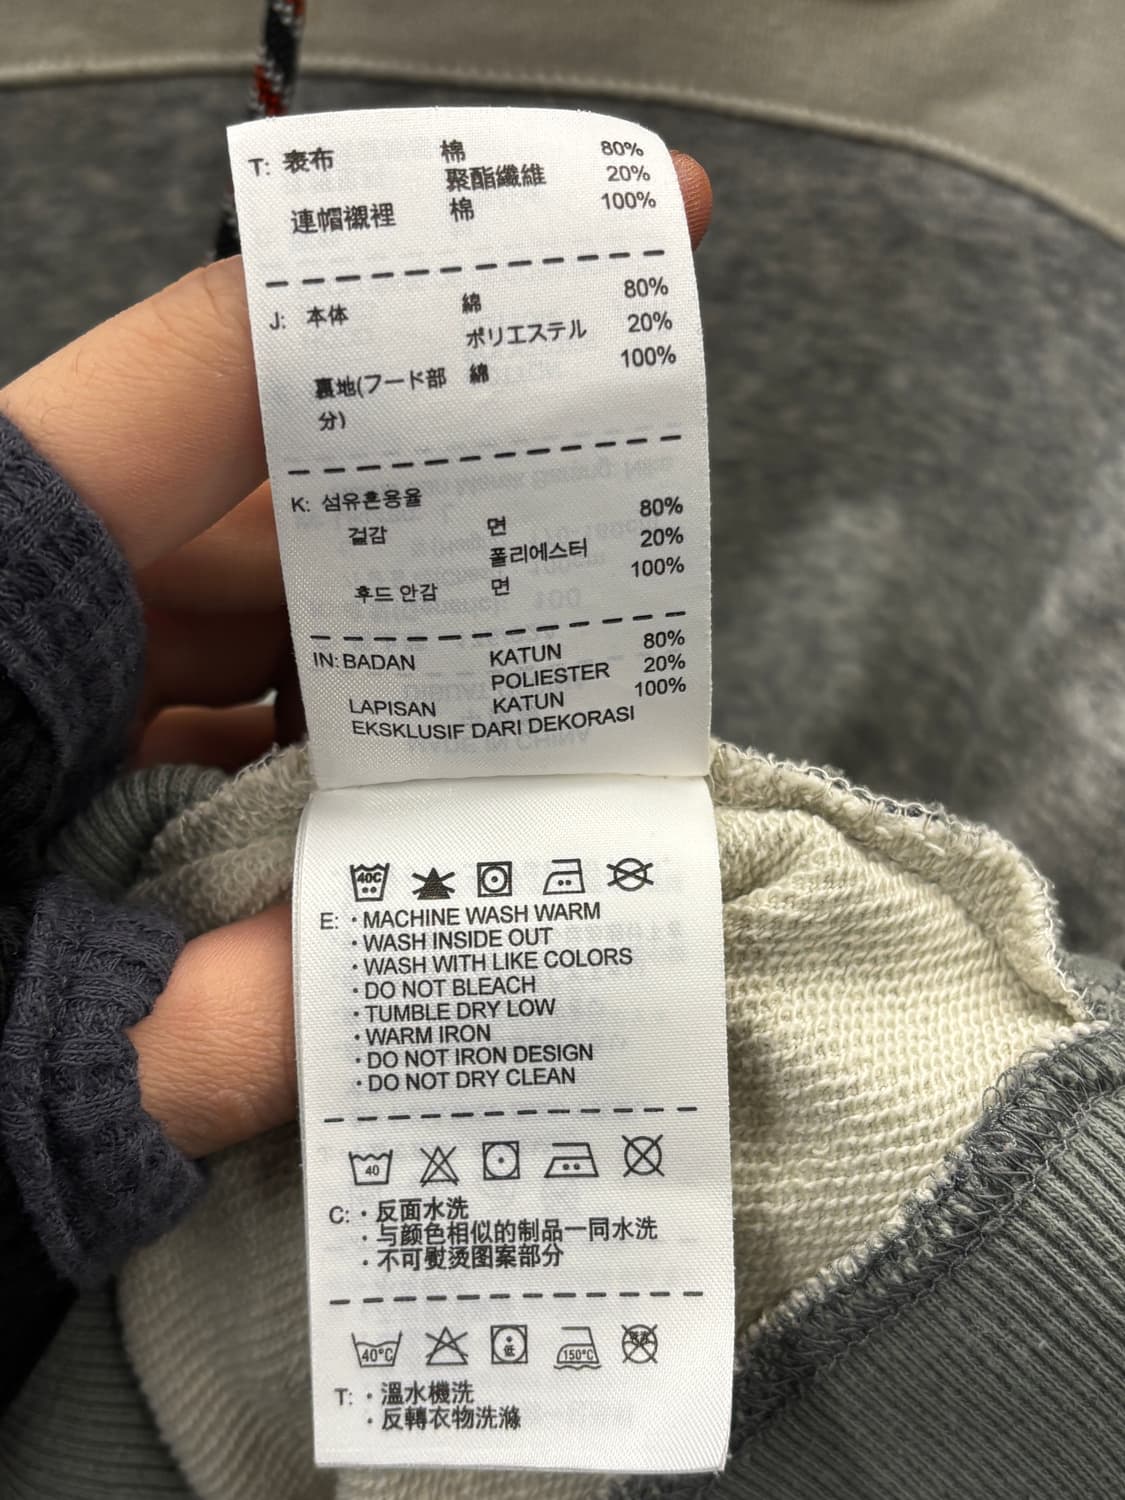 T: 表布 棉 80%
聚酯纖維 20%
連帽襯裡 棉 100%
J: 本体 綿 80%
ポリエステル 20%
裏地(フード部 綿 100%
分)
K: 섬유혼용율
겉감 면 80%
폴리에스터 20%
후드 안감 면 100%
IN: BADAN KATUN 80%
POLIESTER 20%
LAPISAN KATUN 100%
EKSKLUSIF DARI DEKORASI
40C
E: · MACHINE WASH WARM
· WASH INSIDE OUT
· WASH WITH LIKE COLORS
· DO NOT BLEACH
· TUMBLE DRY LOW
· WARM IRON
· DO NOT IRON DESIGN
· DO NOT DRY CLEAN
40
C: · 反面水洗
· 与颜色相似的制品一同水洗
· 不可熨烫图案部分
40°C 低 150°C
T: · 溫水機洗
· 反轉衣物洗滌